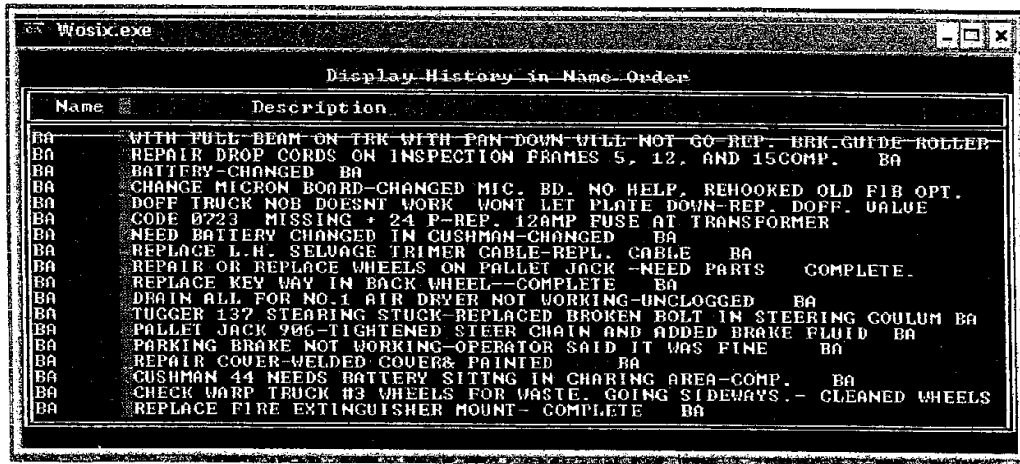 Wosix.exe
Display History in Name Order
Name Description
BA WITH FULL BEAM ON TRK WITH PAN DOWN WILL NOT GO-REP. BRK.GUIDE ROLLER
BA REPAIR DROP CORDS ON INSPECTION FRAMES 5, 12, AND 15COMP. BA
BA BATTERY-CHANGED BA
BA CHANGE MICRON BOARD-CHANGED MIC. BD. NO HELP, REHOOKED OLD FIB OPT.
BA DOFF TRUCK NOB DOESNT WORK WONT LET PLATE DOWN-REP. DOFF. VALUE
BA CODE 0723 MISSING + 24 P-REP. 12AMP FUSE AT TRANSFORMER
BA NEED BATTERY CHANGED IN CUSHMAN-CHANGED BA
BA REPLACE L.H. SELVAGE TRIMER CABLE-REPL. CABLE BA
BA REPAIR OR REPLACE WHEELS ON PALLET JACK -NEED PARTS COMPLETE.
BA REPLACE KEY WAY IN BACK WHEEL--COMPLETE BA
BA DRAIN ALL FOR NO.1 AIR DRYER NOT WORKING-UNCLOGGED BA
BA TUGGER 137 STEARING STUCK-REPLACED BROKEN BOLT IN STEERING COULUM BA
BA PALLET JACK 906-TIGHTENED STEER CHAIN AND ADDED BRAKE FLUID BA
BA PARKING BRAKE NOT WORKING-OPERATOR SAID IT WAS FINE BA
BA REPAIR COVER-WELDED COVER& PAINTED BA
BA CUSHMAN 44 NEEDS BATTERY SITTNG IN CHARING AREA-COMP. BA
BA CHECK WARP TRUCK #3 WHEELS FOR WASTE. GOING SIDEWAYS.- CLEANED WHEELS
BA REPLACE FIRE EXTINGUISHER MOUNT- COMPLETE BA